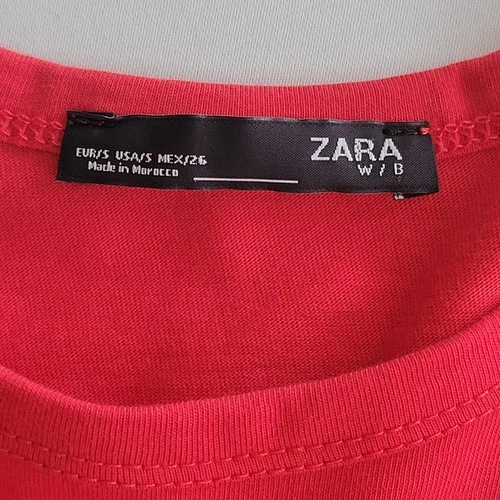 EUR/S USA/S MEX/26
Made in Morocco
ZARA
W / B